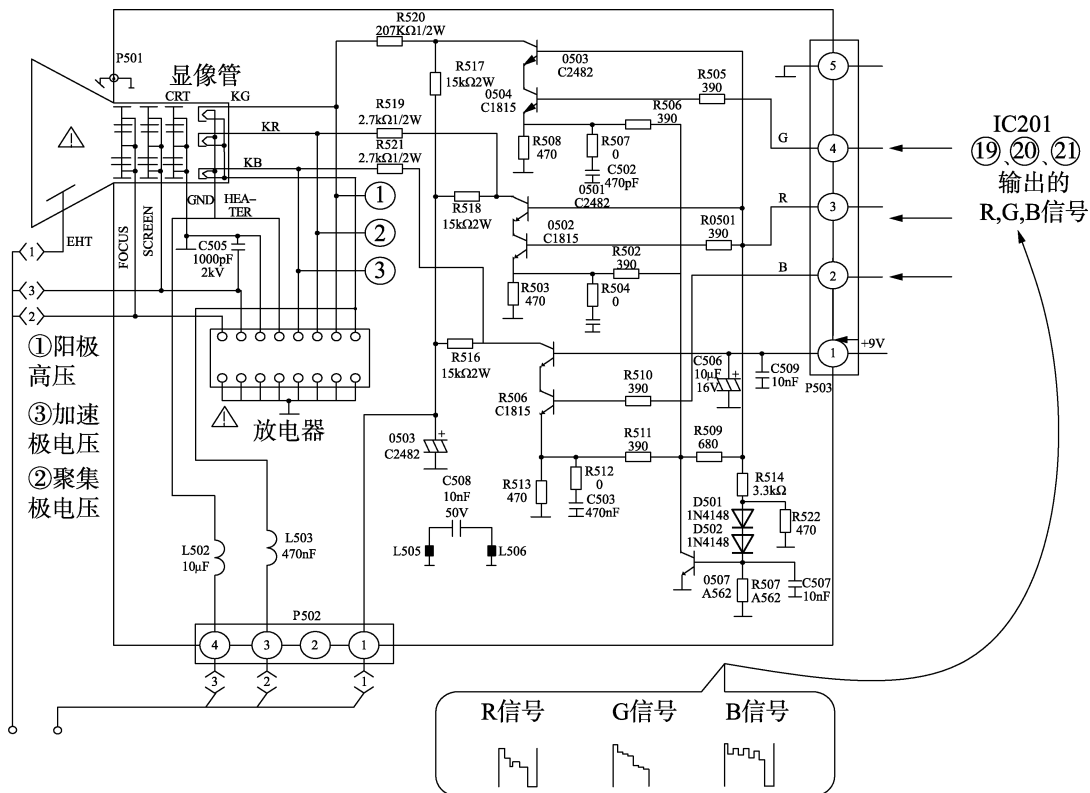 R520
207KΩ1/2W
P501
0503
C2482
显像管
R517
15kΩ2W
5
CRT
KG
0504
C1815
R505
390
R506
390
IC201
⑲、⑳、㉑
输出的
R,G,B信号
R519
2.7kΩ1/2W
KR
G
4
R508
470
R507
0
C502
470pF
R521
2.7kΩ1/2W
KB
0501
C2482
①
GND
HEA-
TER
R518
15kΩ2W
R
3
R0501
390
0502
C1815
②
EHT
FOCUS
SCREEN
C505
1000pF
2kV
R502
390
1
③
B
2
R503
470
R504
0
3
2
①阳极
高压
+9V
1
R516
15kΩ2W
C506
10μF
16V
+
C509
10nF
P503
R510
390
R506
C1815
③加速
极电压
放电器
0503
C2482
+
R511
390
R509
680
②聚集
极电压
C508
10nF
50V
R513
470
R512
0
C503
470nF
R514
3.3kΩ
D501
1N4148
D502
1N4148
R522
470
L502
10μF
L503
470nF
L505
L506
0507
A562
R507
A562
C507
10nF
P502
4
3
2
1
3
2
1
R信号
G信号
B信号